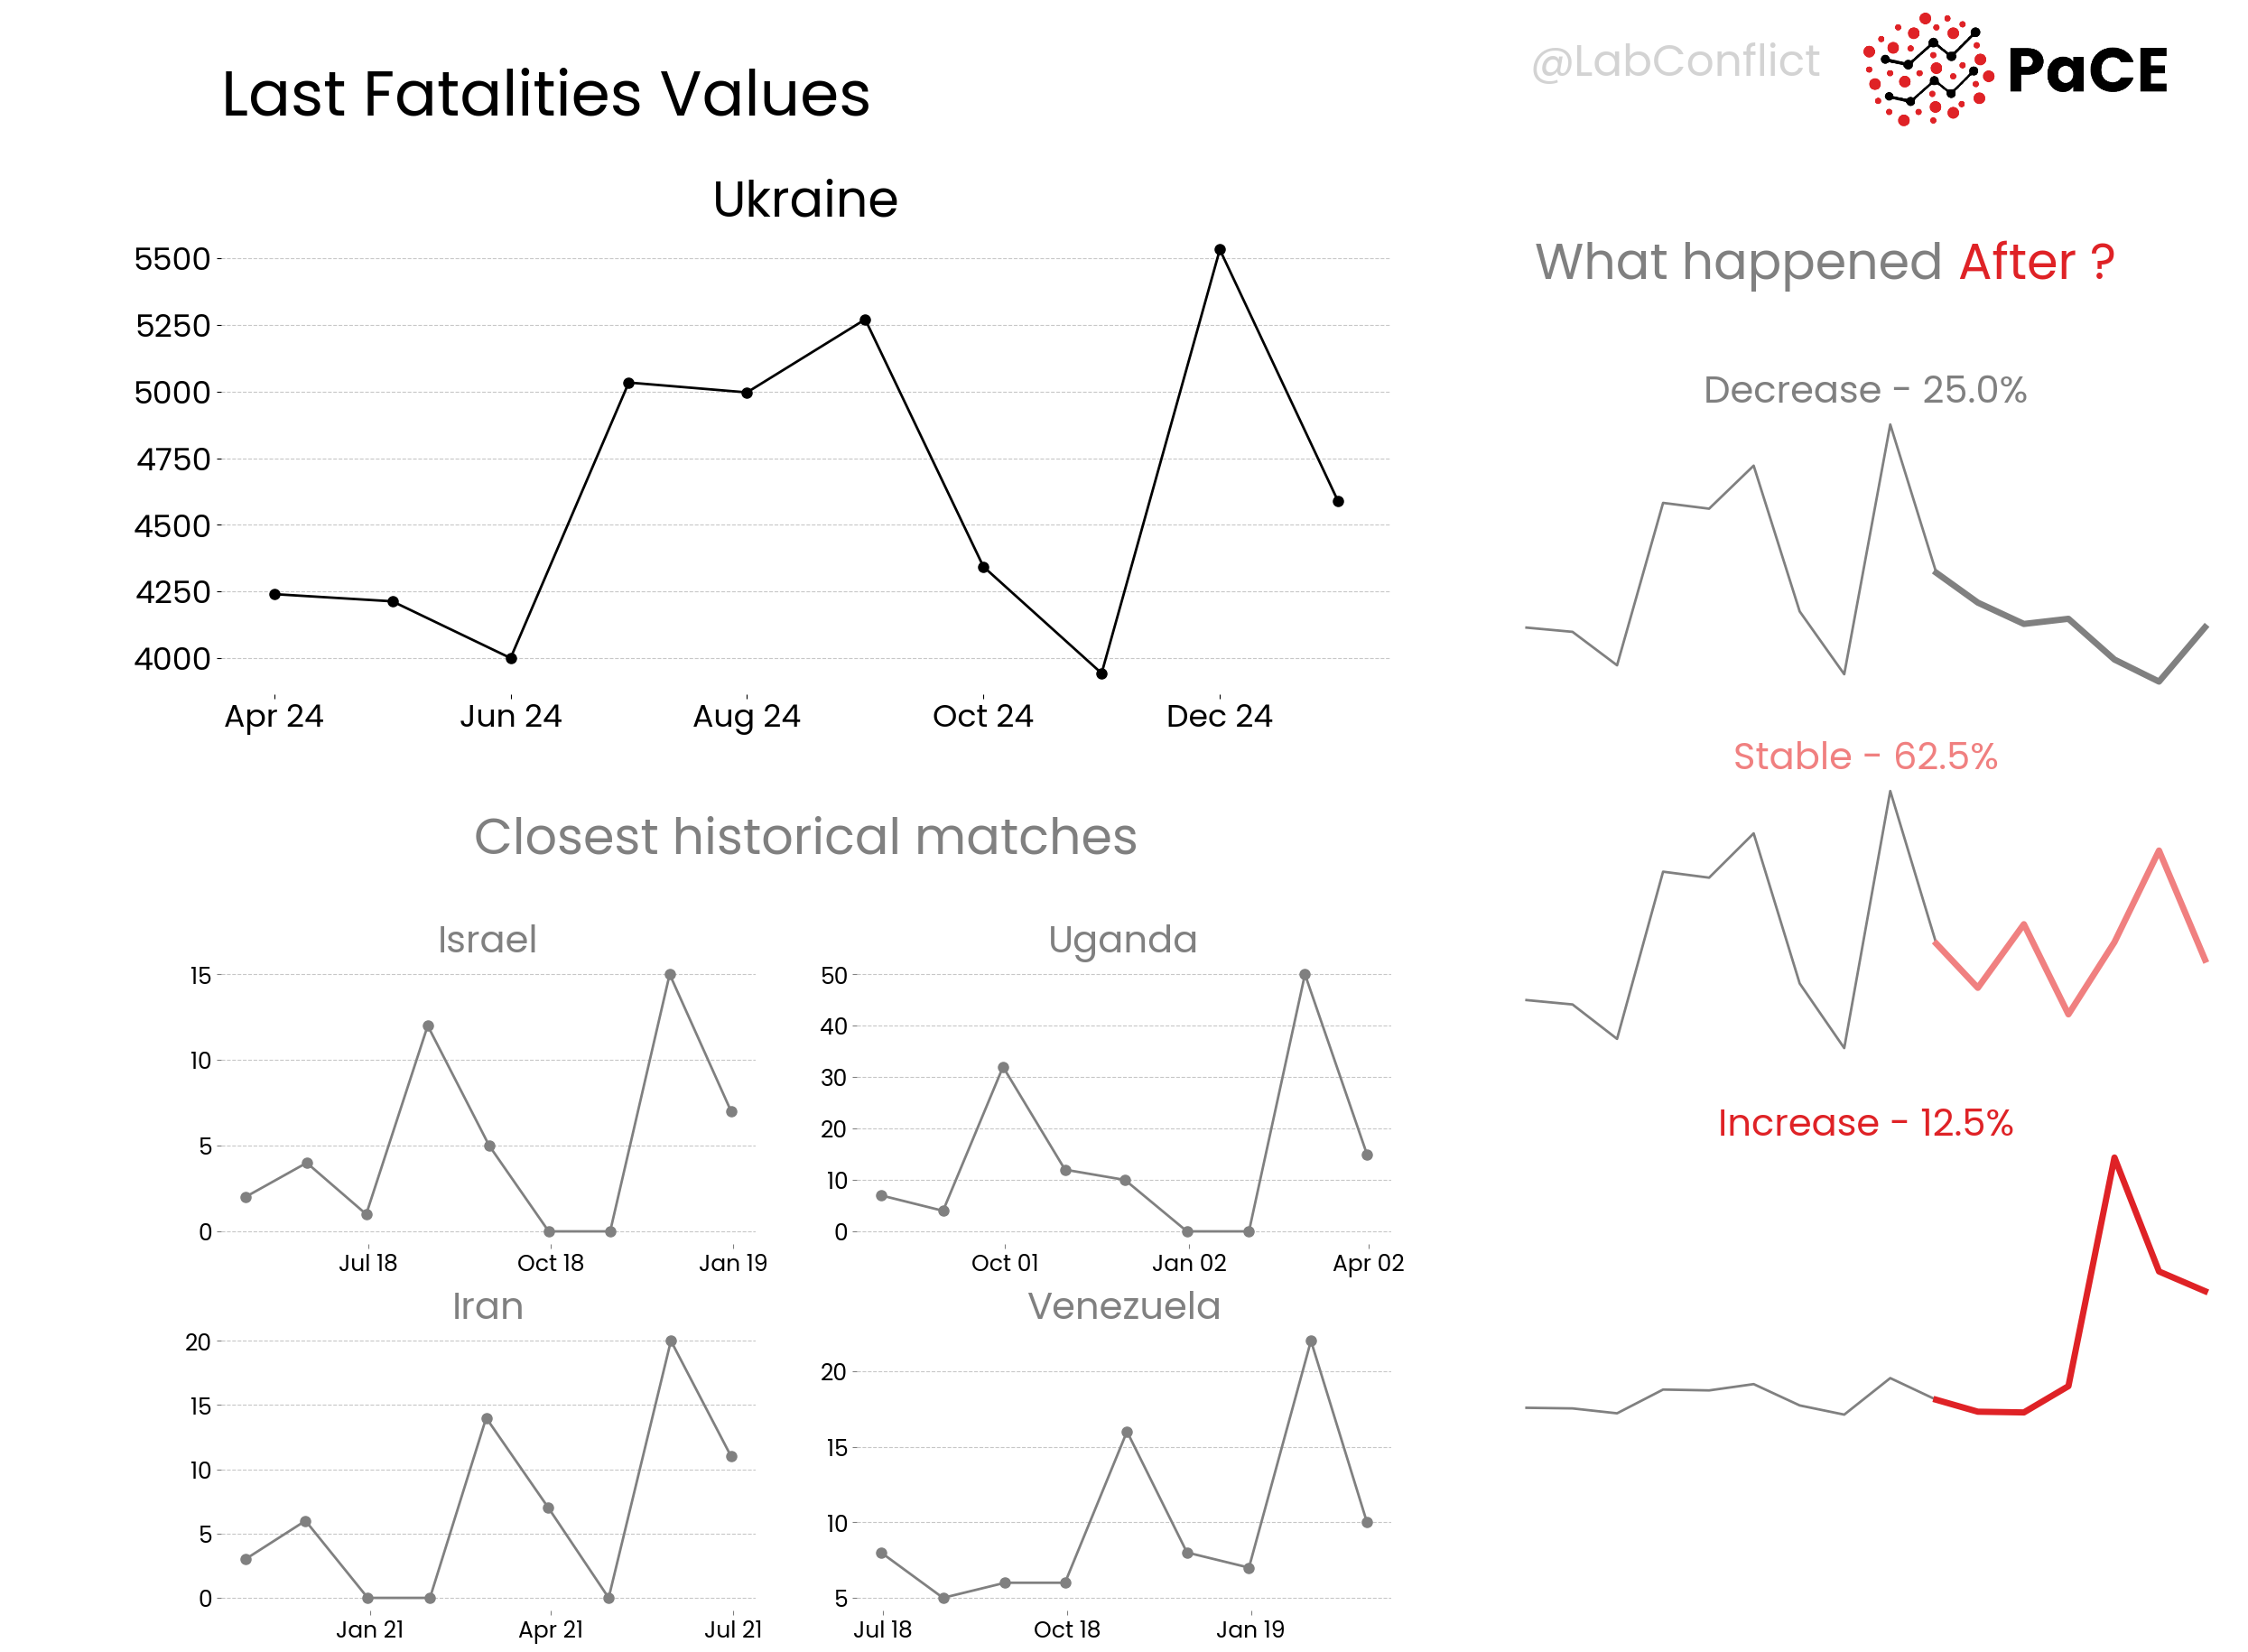 @LabConflict
PaCE
Last Fatalities Values
Ukraine
5500
5250
5000
4750
4500
4250
4000
Apr 24 Jun 24 Aug 24 Oct 24 Dec 24
Closest historical matches
Israel
15
10
5
0
Jul 18 Oct 18 Jan 19
Uganda
50
40
30
20
10
0
Oct 01 Jan 02 Apr 02
Iran
20
15
10
5
0
Jan 21 Apr 21 Jul 21
Venezuela
20
15
10
5
Jul 18 Oct 18 Jan 19
What happened After ?
Decrease - 25.0%
Stable - 62.5%
Increase - 12.5%